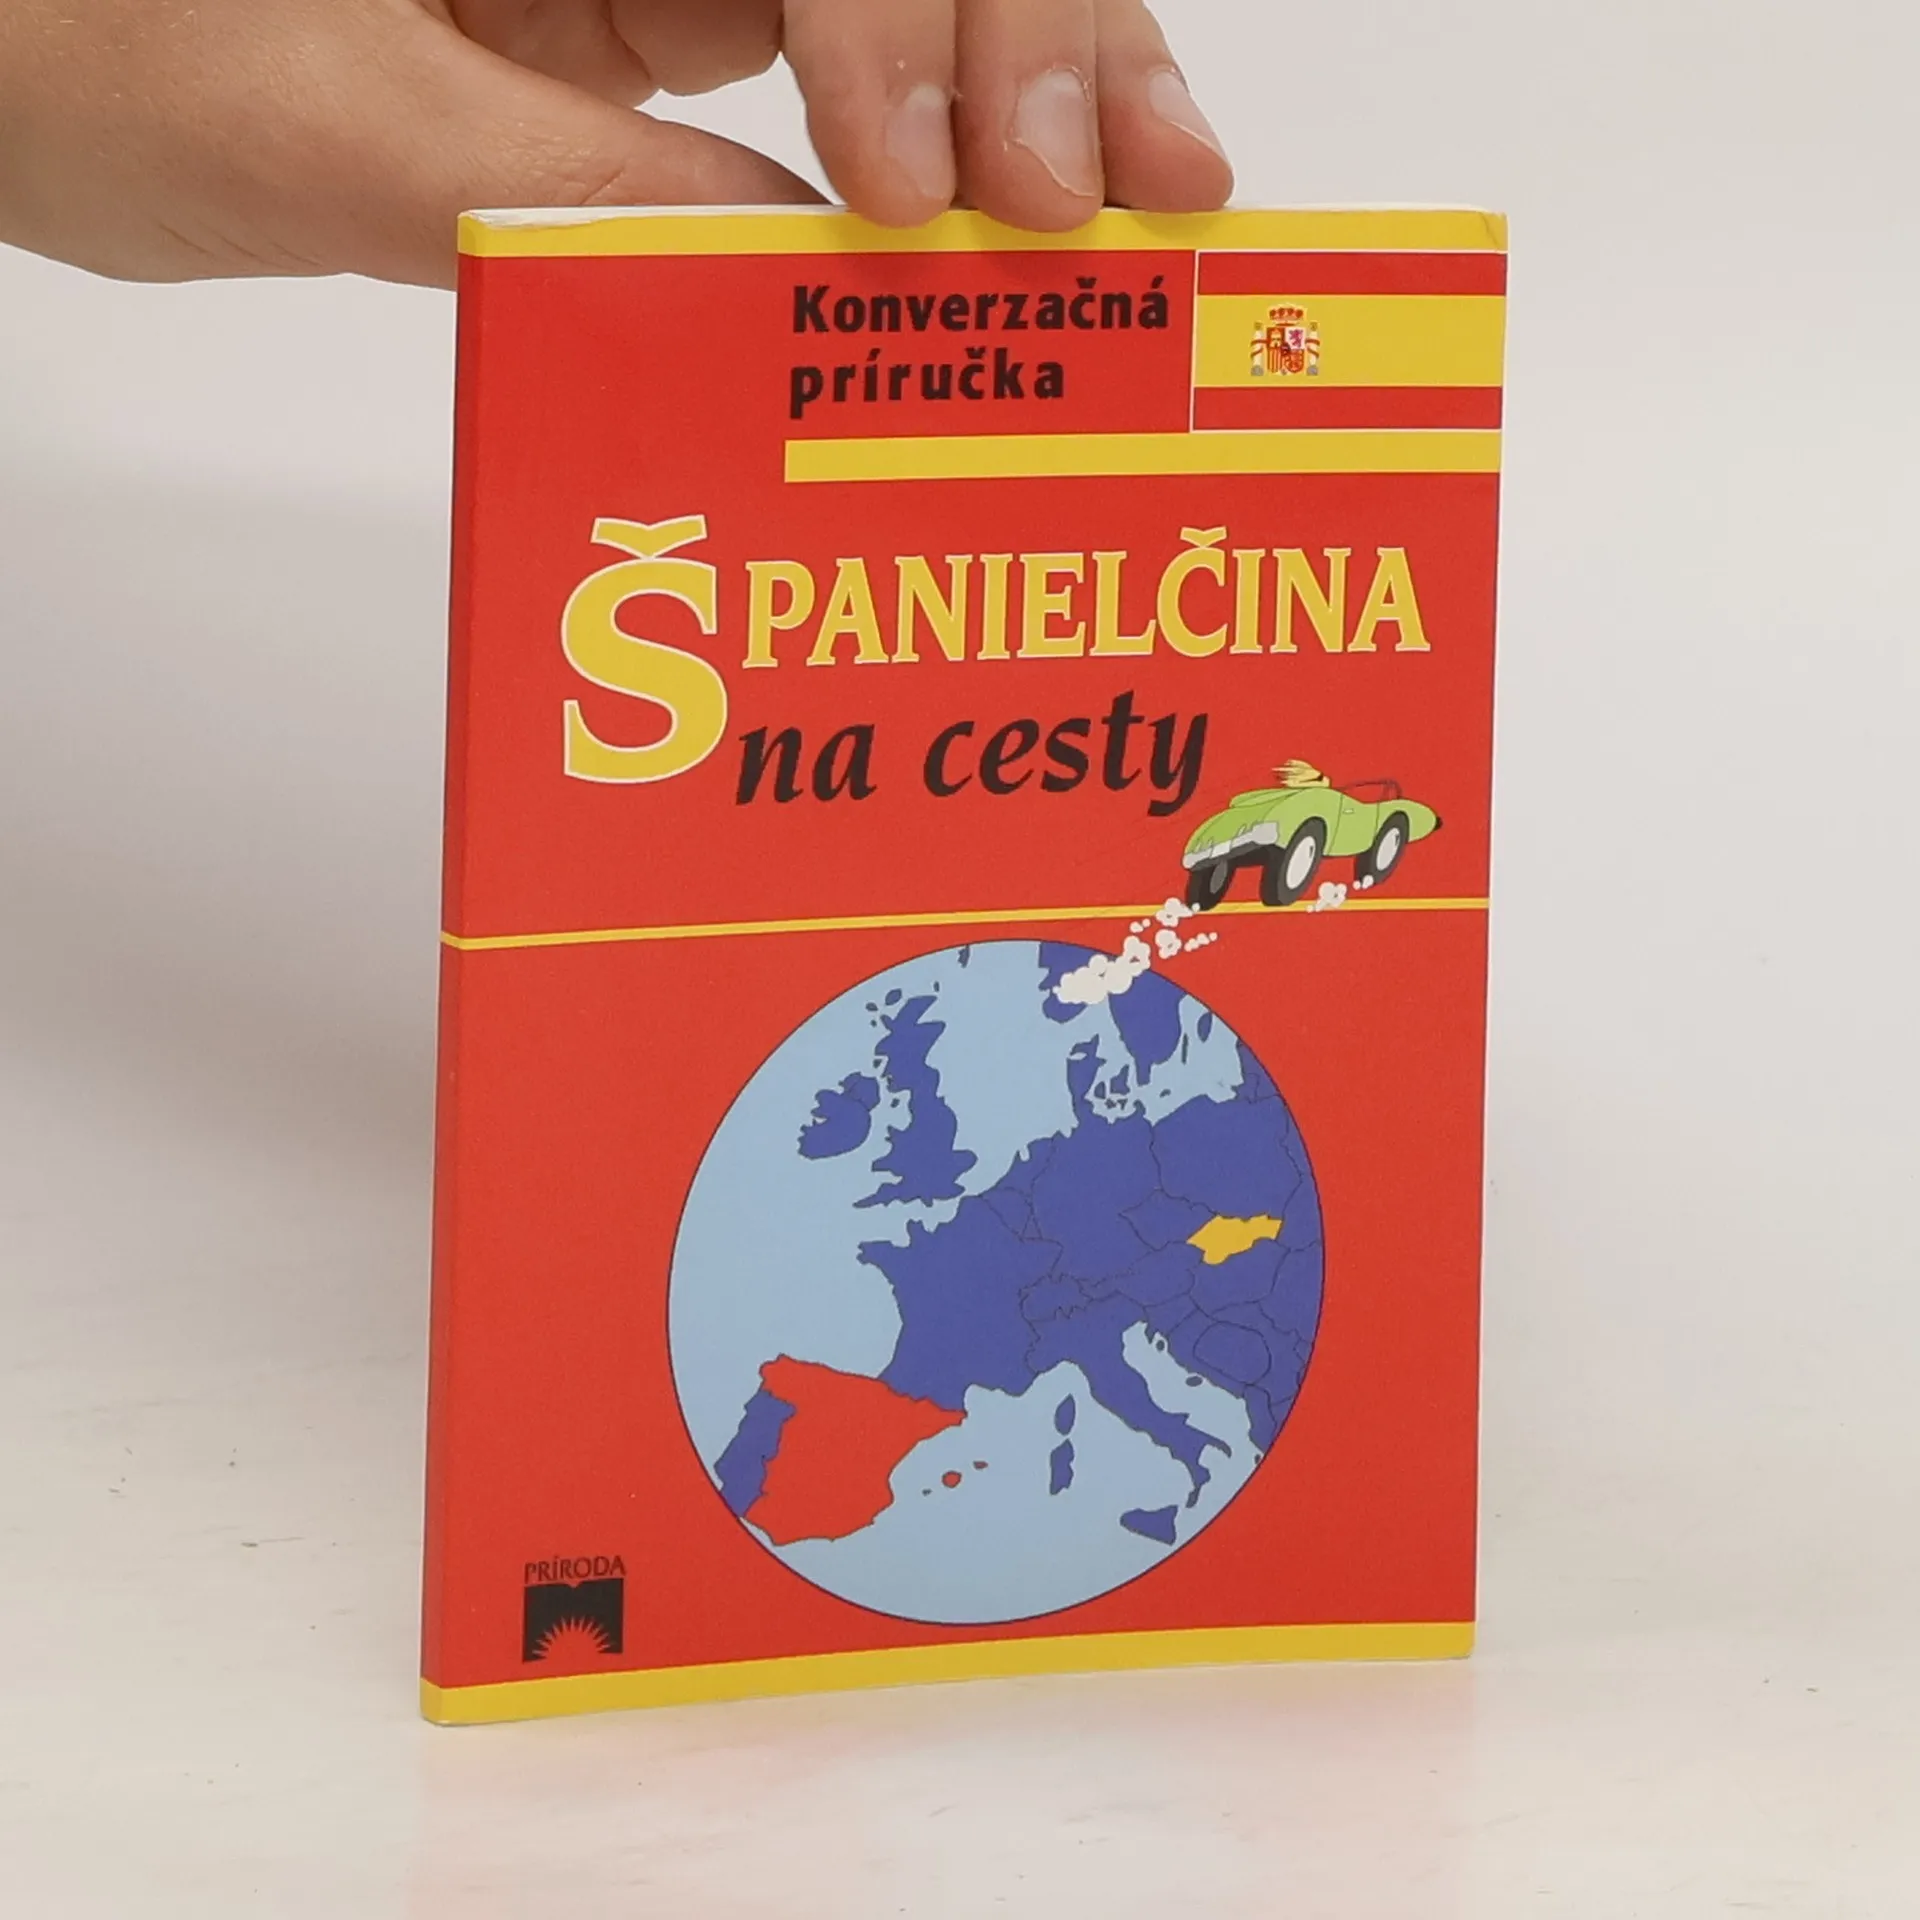 Konverzačná
príručka
ŠPANIELČINA
na cesty
PRÍRODA